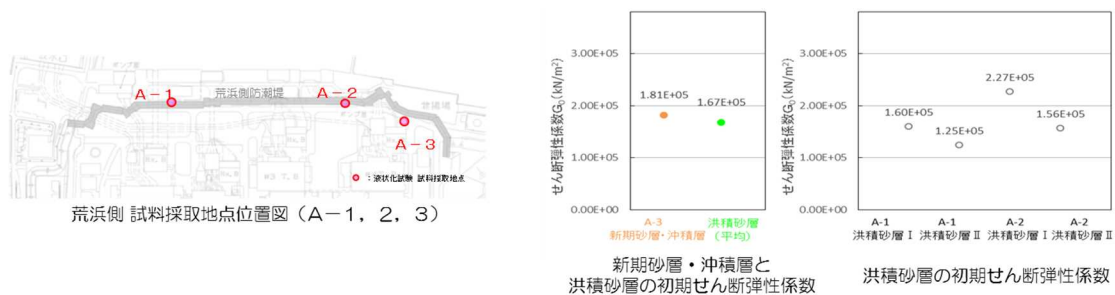 荒浜側防潮堤
A-1
A-2
A-3
：液状化試験 試料採取地点
荒浜側 試料採取地点位置図（A－1，2，3）
せん断弾性係数G₀(kN/m²)
3.00E+05
2.00E+05
1.00E+05
0.00E+00
1.81E+05
1.67E+05
A-3
新期砂層・沖積層
洪積砂層
(平均)
新期砂層・沖積層と
洪積砂層の初期せん断弾性係数
せん断弾性係数G₀(kN/m²)
3.00E+05
2.00E+05
1.00E+05
0.00E+00
1.60E+05
1.25E+05
2.27E+05
1.56E+05
A-1
洪積砂層Ⅰ
A-1
洪積砂層Ⅱ
A-2
洪積砂層Ⅰ
A-2
洪積砂層Ⅱ
洪積砂層の初期せん断弾性係数